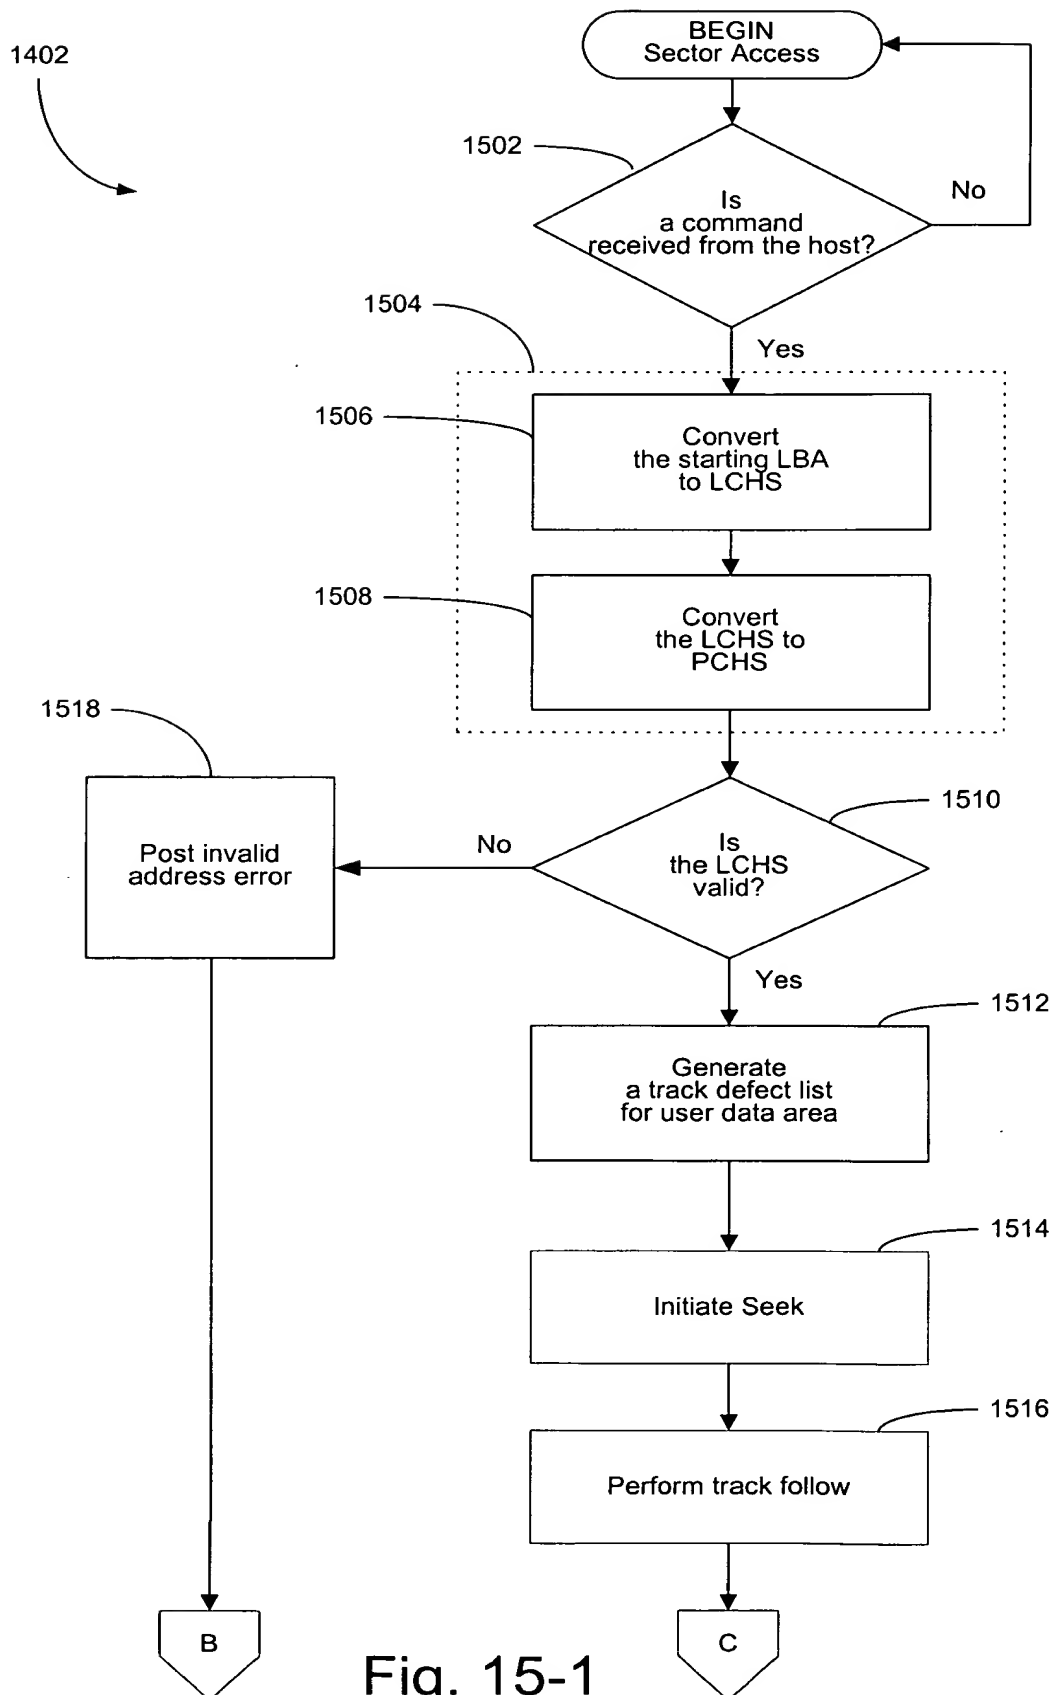 BEGIN
Sector Access
1402
1502
Is
a command
received from the host?
No
1504
Yes
1506
Convert
the starting LBA
to LCHS
1508
Convert
the LCHS to
PCHS
1518
1510
Post invalid
address error
No
Is
the LCHS
valid?
Yes
1512
Generate
a track defect list
for user data area
1514
Initiate Seek
1516
Perform track follow
B
C
Fig. 15-1